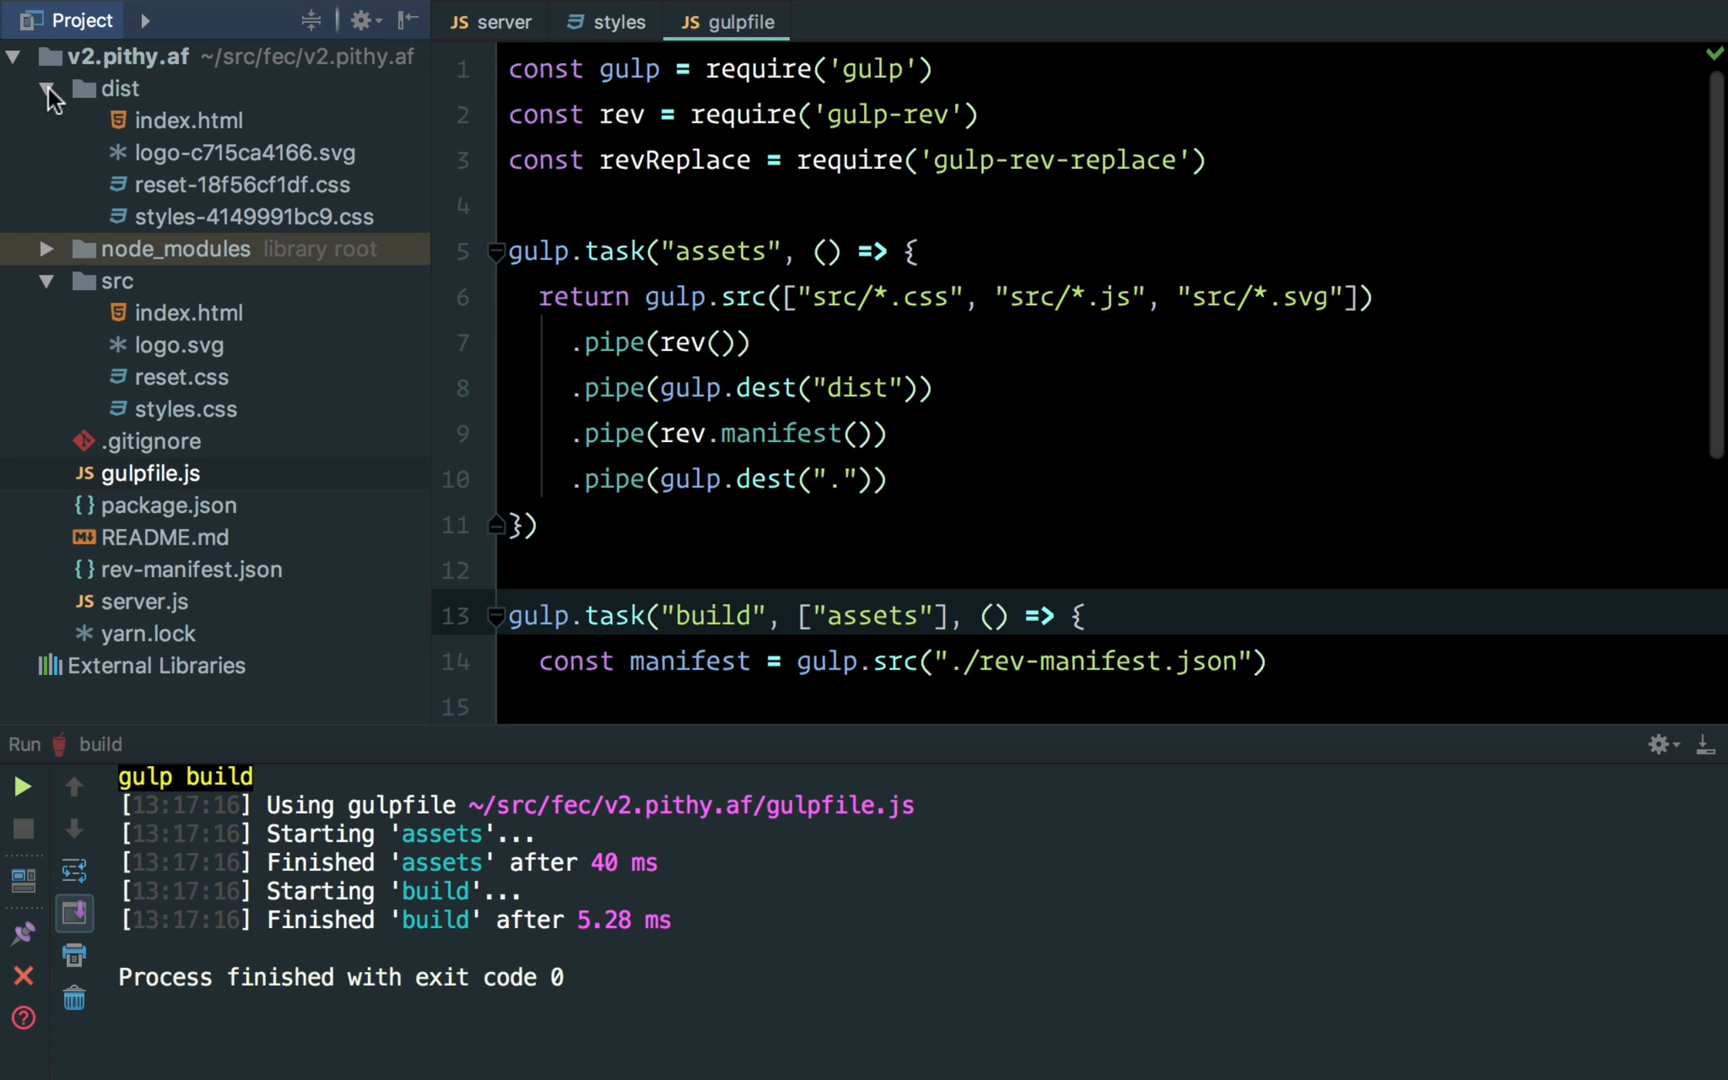 Project
server
styles
gulpfile
v2.pithy.af ~/src/fec/v2.pithy.af
dist
index.html
logo-c715ca4166.svg
reset-18f56cf1df.css
styles-4149991bc9.css
node_modules library root
src
index.html
logo.svg
reset.css
styles.css
.gitignore
JS gulpfile.js
{} package.json
README.md
{} rev-manifest.json
JS server.js
yarn.lock
External Libraries
1 const gulp = require('gulp')
2 const rev = require('gulp-rev')
3 const revReplace = require('gulp-rev-replace')
4
5 gulp.task("assets", () => {
6 return gulp.src(["src/*.css", "src/*.js", "src/*.svg"])
7 .pipe(rev())
8 .pipe(gulp.dest("dist"))
9 .pipe(rev.manifest())
10 .pipe(gulp.dest("."))
11 })
12
13 gulp.task("build", ["assets"], () => {
14 const manifest = gulp.src("./rev-manifest.json")
15
Run build
gulp build
[13:17:16] Using gulpfile ~/src/fec/v2.pithy.af/gulpfile.js
[13:17:16] Starting 'assets'...
[13:17:16] Finished 'assets' after 40 ms
[13:17:16] Starting 'build'...
[13:17:16] Finished 'build' after 5.28 ms
Process finished with exit code 0